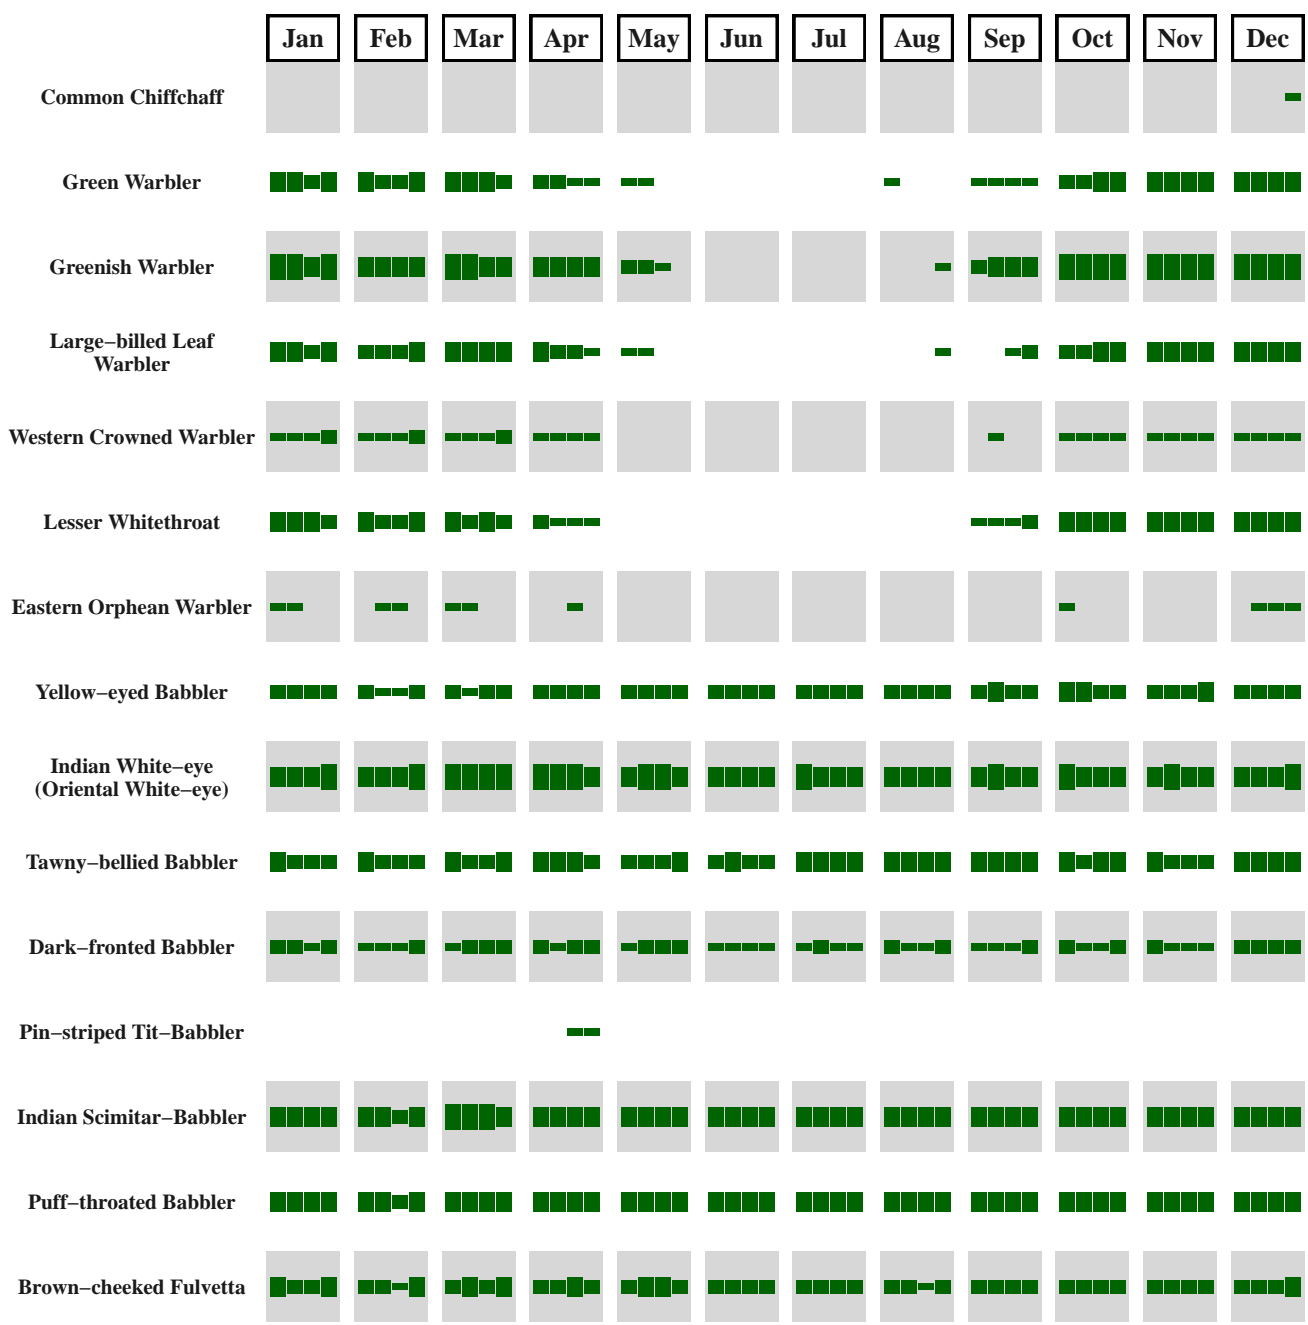 Jan Feb Mar Apr May Jun Jul Aug Sep Oct Nov Dec
Common Chiffchaff
Green Warbler
Greenish Warbler
Large−billed Leaf
Warbler
Western Crowned Warbler
Lesser Whitethroat
Eastern Orphean Warbler
Yellow−eyed Babbler
Indian White−eye
(Oriental White−eye)
Tawny−bellied Babbler
Dark−fronted Babbler
Pin−striped Tit−Babbler
Indian Scimitar−Babbler
Puff−throated Babbler
Brown−cheeked Fulvetta